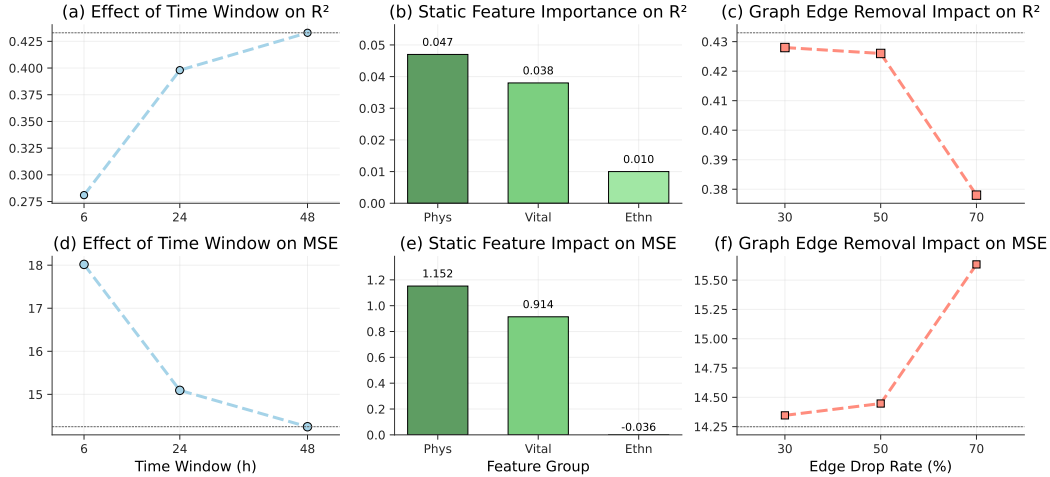 (a) Effect of Time Window on R²
0.425
0.400
0.375
0.350
0.325
0.300
0.275
6 24 48
(b) Static Feature Importance on R²
0.05
0.04
0.03
0.02
0.01
0.00
0.047
0.038
0.010
Phys Vital Ethn
(c) Graph Edge Removal Impact on R²
0.43
0.42
0.41
0.40
0.39
0.38
30 50 70
(d) Effect of Time Window on MSE
18
17
16
15
6 24 48
Time Window (h)
(e) Static Feature Impact on MSE
1.2
1.0
0.8
0.6
0.4
0.2
0.0
1.152
0.914
-0.036
Phys Vital Ethn
Feature Group
(f) Graph Edge Removal Impact on MSE
15.50
15.25
15.00
14.75
14.50
14.25
30 50 70
Edge Drop Rate (%)